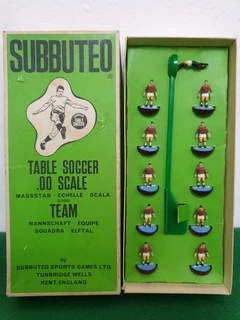 SUBBUTEO
TABLE SOCCER
.00 SCALE
MASSSTAB - ECHELLE - SCALA
TEAM
MANNSCHAFT - EQUIPE
SQUADRA - ELFTAL
by
SUBBUTEO SPORTS GAMES LTD
TUNBRIDGE WELLS
KENT, ENGLAND